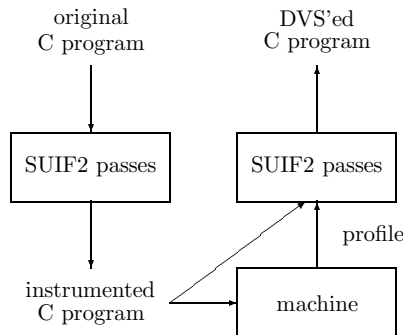 original
C program
DVS'ed
C program
SUIF2 passes
SUIF2 passes
profile
instrumented
C program
machine